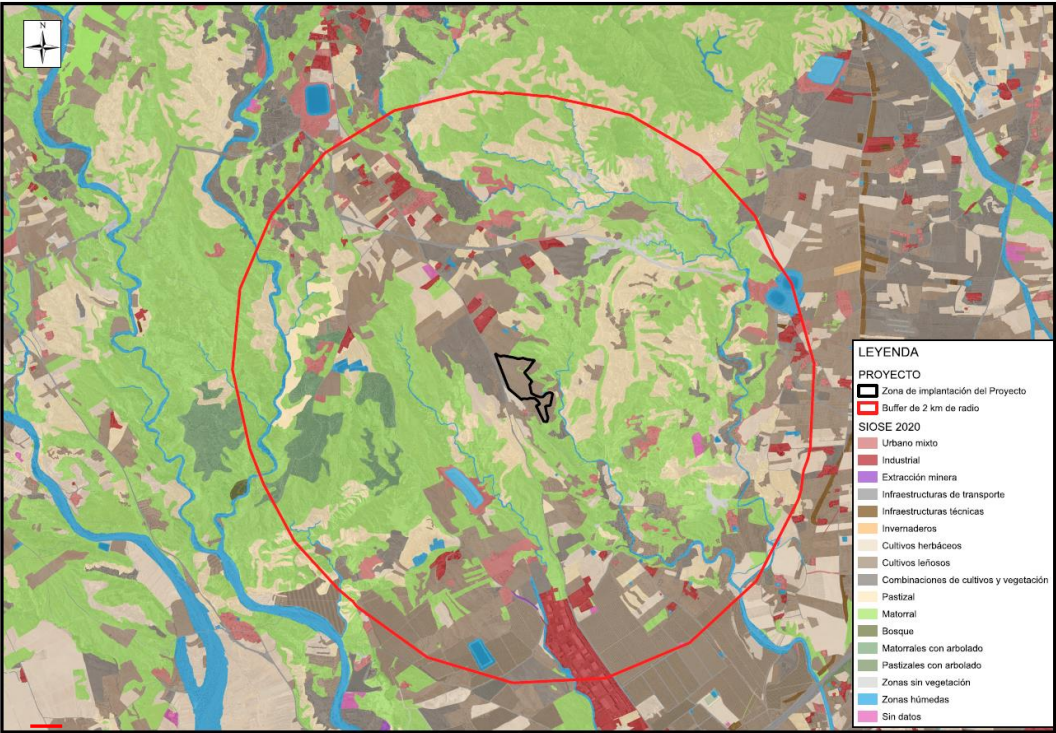 N
LEYENDA
PROYECTO
Zona de implantación del Proyecto
Buffer de 2 km de radio
SIOSE 2020
Urbano mixto
Industrial
Extracción minera
Infraestructuras de transporte
Infraestructuras técnicas
Invernaderos
Cultivos herbáceos
Cultivos leñosos
Combinaciones de cultivos y vegetación
Pastizal
Matorral
Bosque
Matorrales con arbolado
Pastizales con arbolado
Zonas sin vegetación
Zonas húmedas
Sin datos